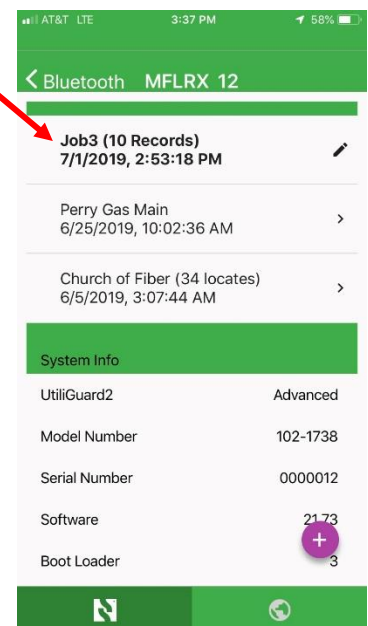 AT&T LTE 3:37 PM 58%
Bluetooth MFLRX 12
Job3 (10 Records)
7/1/2019, 2:53:18 PM
Perry Gas Main
6/25/2019, 10:02:36 AM
Church of Fiber (34 locates)
6/5/2019, 3:07:44 AM
System Info
UtiliGuard2 Advanced
Model Number 102-1738
Serial Number 0000012
Software 21.73
+
Boot Loader 3